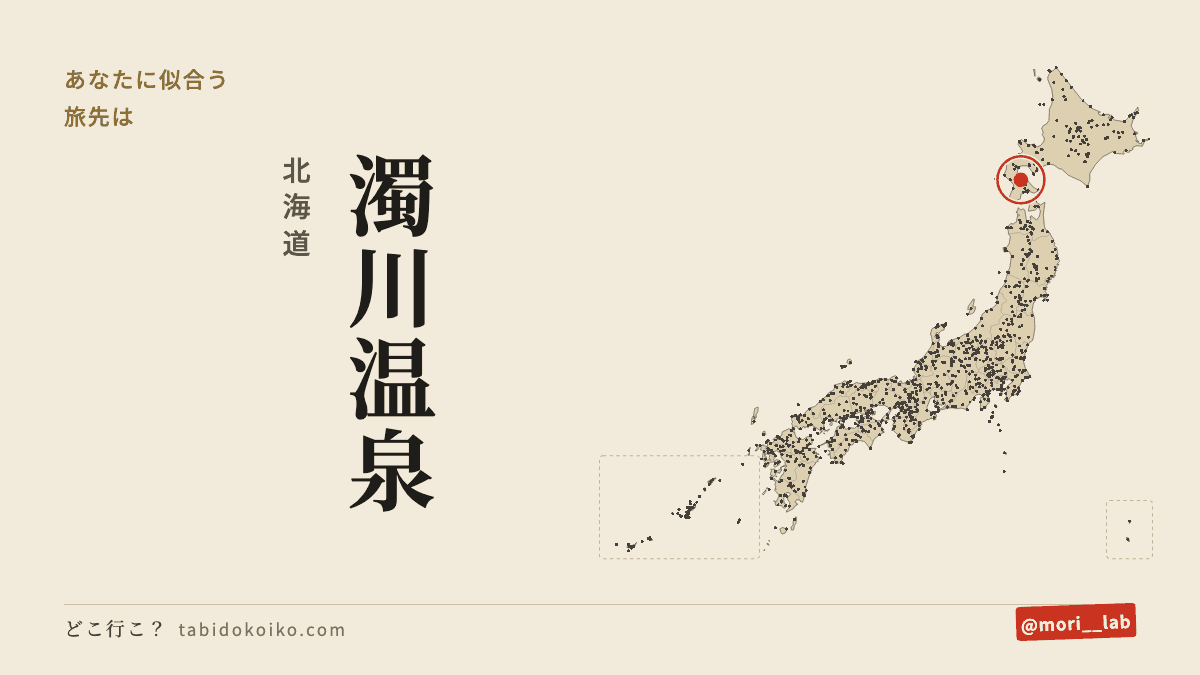 あなたに似合う
旅先は
北海道
濁川温泉
どこ行こ？ tabidokoiko.com
@mori__lab